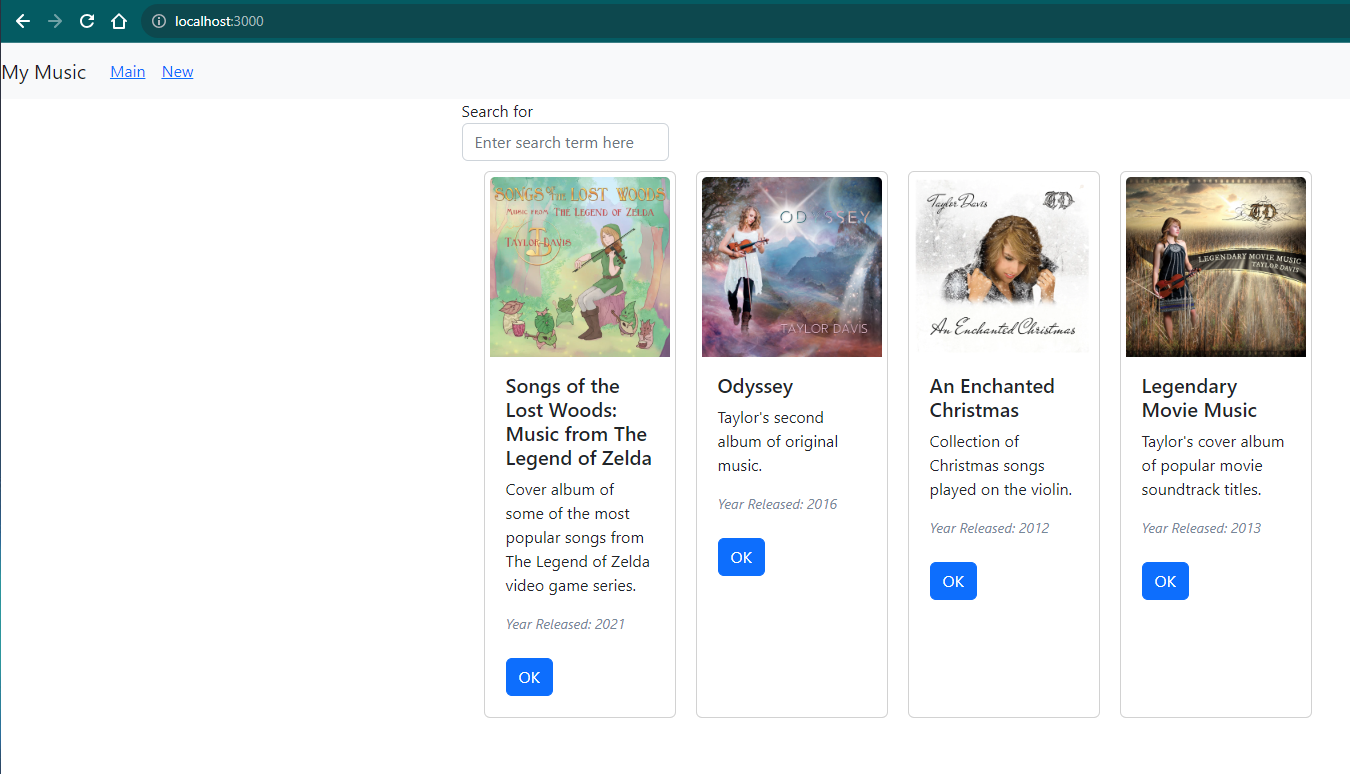 localhost:3000
My Music Main New
Search for
Enter search term here
SONGS OF THE LOST WOODS
MUSIC FROM THE LEGEND OF ZELDA
TAYLOR DAVIS
ODYSSEY
TAYLOR DAVIS
Taylor Davis
TD
An Enchanted Christmas
TD
LEGENDARY MOVIE MUSIC
TAYLOR DAVIS
Songs of the
Lost Woods:
Music from The
Legend of Zelda
Cover album of
some of the most
popular songs from
The Legend of Zelda
video game series.
Year Released: 2021
OK
Odyssey
Taylor's second
album of original
music.
Year Released: 2016
OK
An Enchanted
Christmas
Collection of
Christmas songs
played on the violin.
Year Released: 2012
OK
Legendary
Movie Music
Taylor's cover album
of popular movie
soundtrack titles.
Year Released: 2013
OK